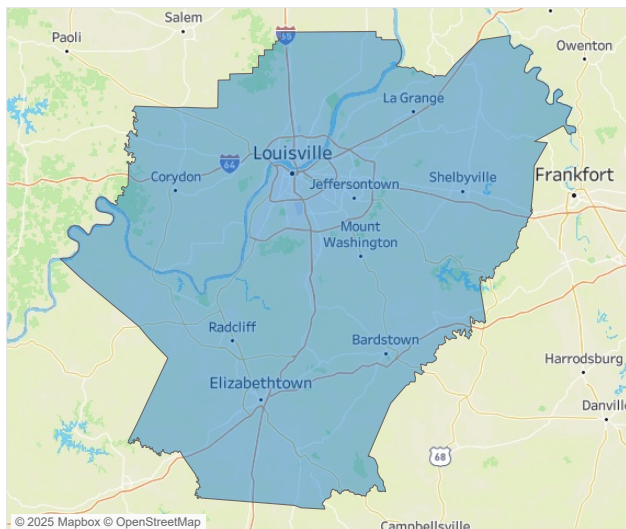 Salem
Paoli
65
Owenton
La Grange
Louisville
64
Frankfort
Corydon
Jeffersontown
Shelbyville
Mount
Washington
Radcliff
Bardstown
Harrodsburg
Elizabethtown
Danville
68
Campbellsville
© 2025 Mapbox © OpenStreetMap